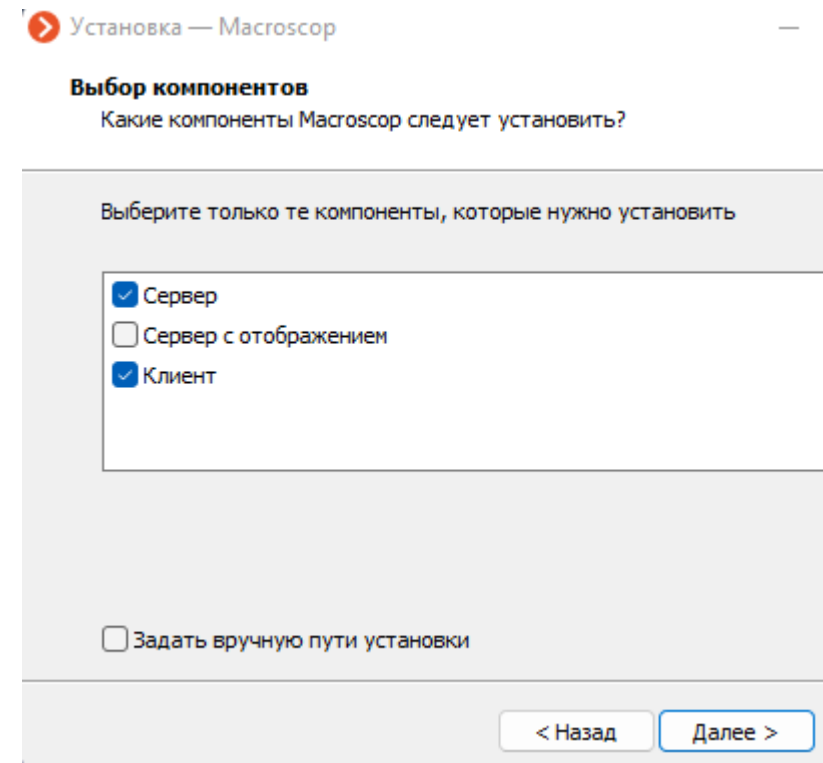 Установка — Macroscop
Выбор компонентов
Какие компоненты Macroscop следует установить?
Выберите только те компоненты, которые нужно установить
Сервер
Сервер с отображением
Клиент
Задать вручную пути установки
< Назад
Далее >